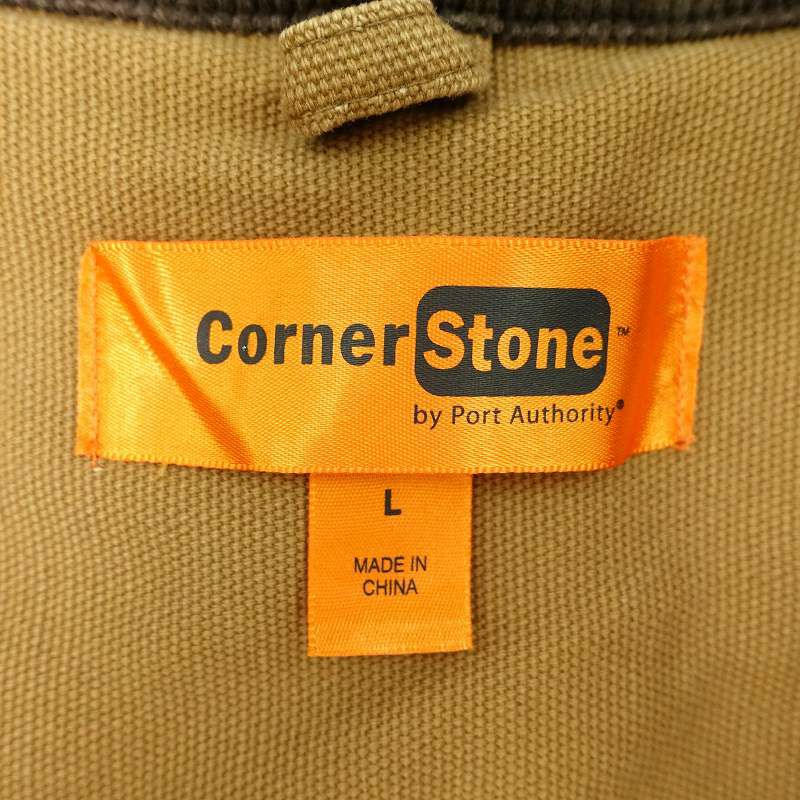 CornerStone™
by Port Authority®
L
MADE IN
CHINA